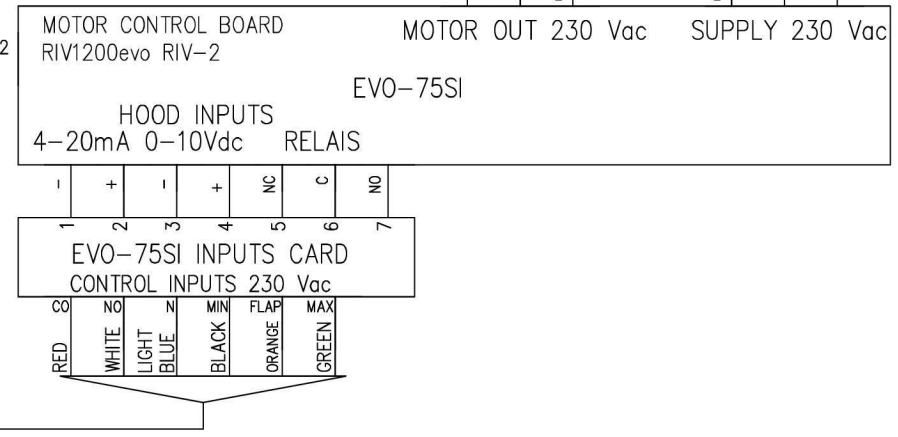 MOTOR CONTROL BOARD
RIV1200evo RIV-2
MOTOR OUT 230 Vac
SUPPLY 230 Vac
2
EVO-75SI
HOOD INPUTS
4-20mA 0-10Vdc RELAIS
- + - + NC C NO
1 2 3 4 5 6 7
EVO-75SI INPUTS CARD
CONTROL INPUTS 230 Vac
CO NO N MIN FLAP MAX
RED
WHITE
LIGHT
BLUE
BLACK
ORANGE
GREEN